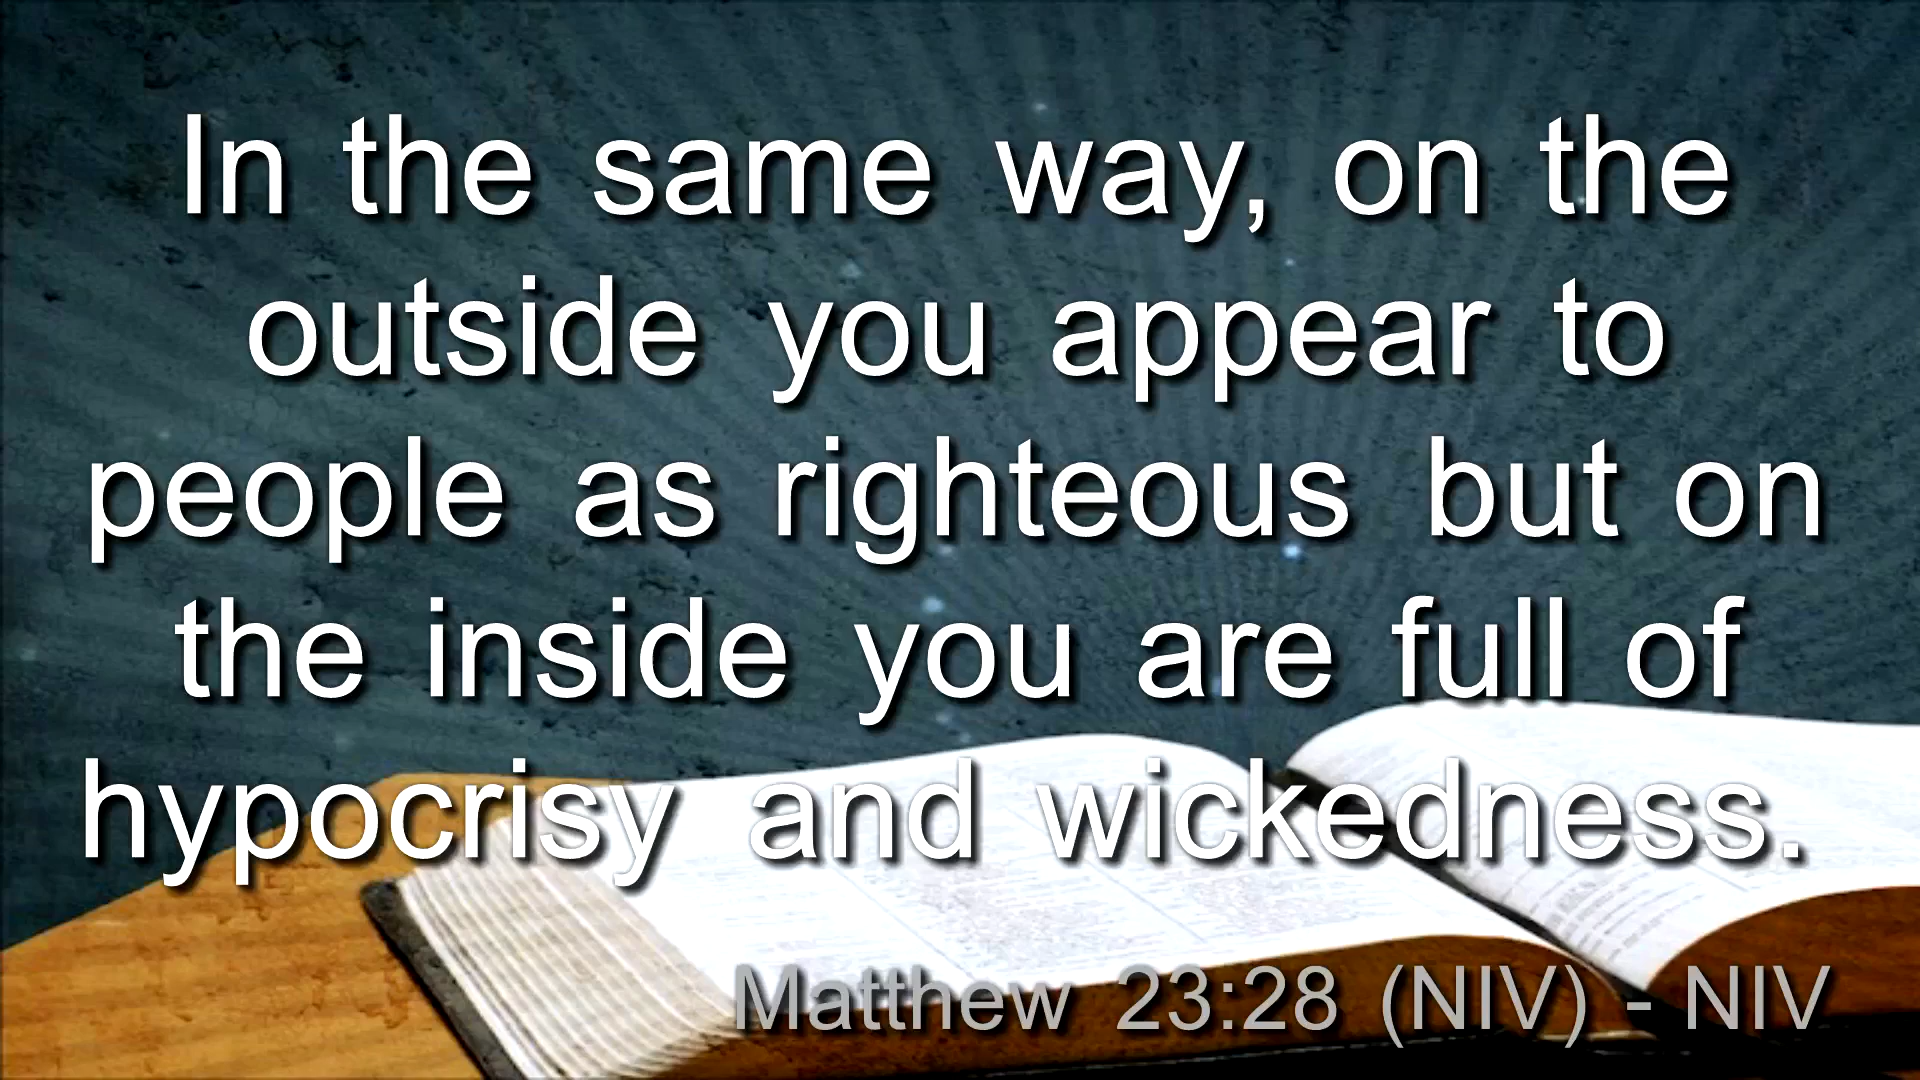 In the same way, on the
outside you appear to
people as righteous but on
the inside you are full of
hypocrisy and wickedness.
Matthew 23:28 (NIV) - NIV